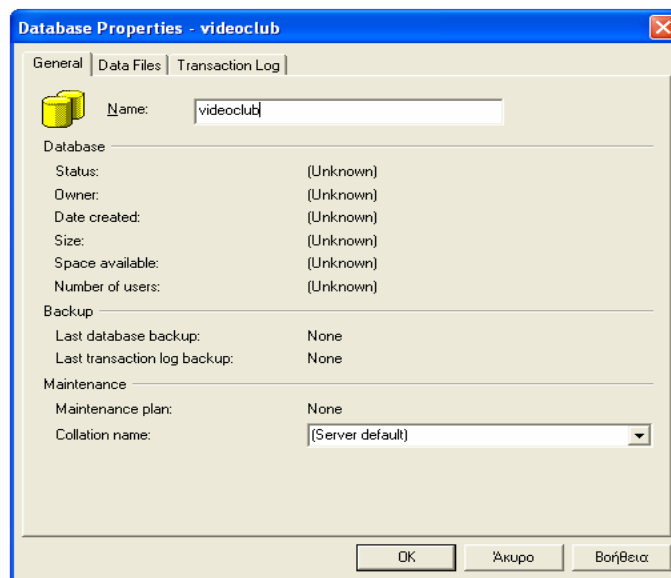 Database Properties - videoclub
General Data Files Transaction Log
Name: videoclub
Database
Status: (Unknown)
Owner: (Unknown)
Date created: (Unknown)
Size: (Unknown)
Space available: (Unknown)
Number of users: (Unknown)
Backup
Last database backup: None
Last transaction log backup: None
Maintenance
Maintenance plan: None
Collation name: (Server default)
OK Άκυρο Βοήθεια